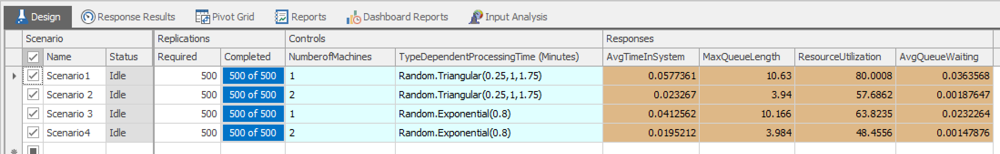 Design Response Results Pivot Grid Reports Dashboard Reports Input Analysis
Scenario Replications Controls Responses
Name Status Required Completed NumberofMachines TypeDependentProcessingTime (Minutes) AvgTimeInSystem MaxQueueLength ResourceUtilization AvgQueueWaiting
Scenario1 Idle 500 500 of 500 1 Random.Triangular(0.25,1,1.75) 0.0577361 10.63 80.0008 0.0363568
Scenario 2 Idle 500 500 of 500 2 Random.Triangular(0.25,1,1.75) 0.023267 3.94 57.6862 0.00187647
Scenario 3 Idle 500 500 of 500 1 Random.Exponential(0.8) 0.0412562 10.166 63.8235 0.0232264
Scenario4 Idle 500 500 of 500 2 Random.Exponential(0.8) 0.0195212 3.984 48.4556 0.00147876